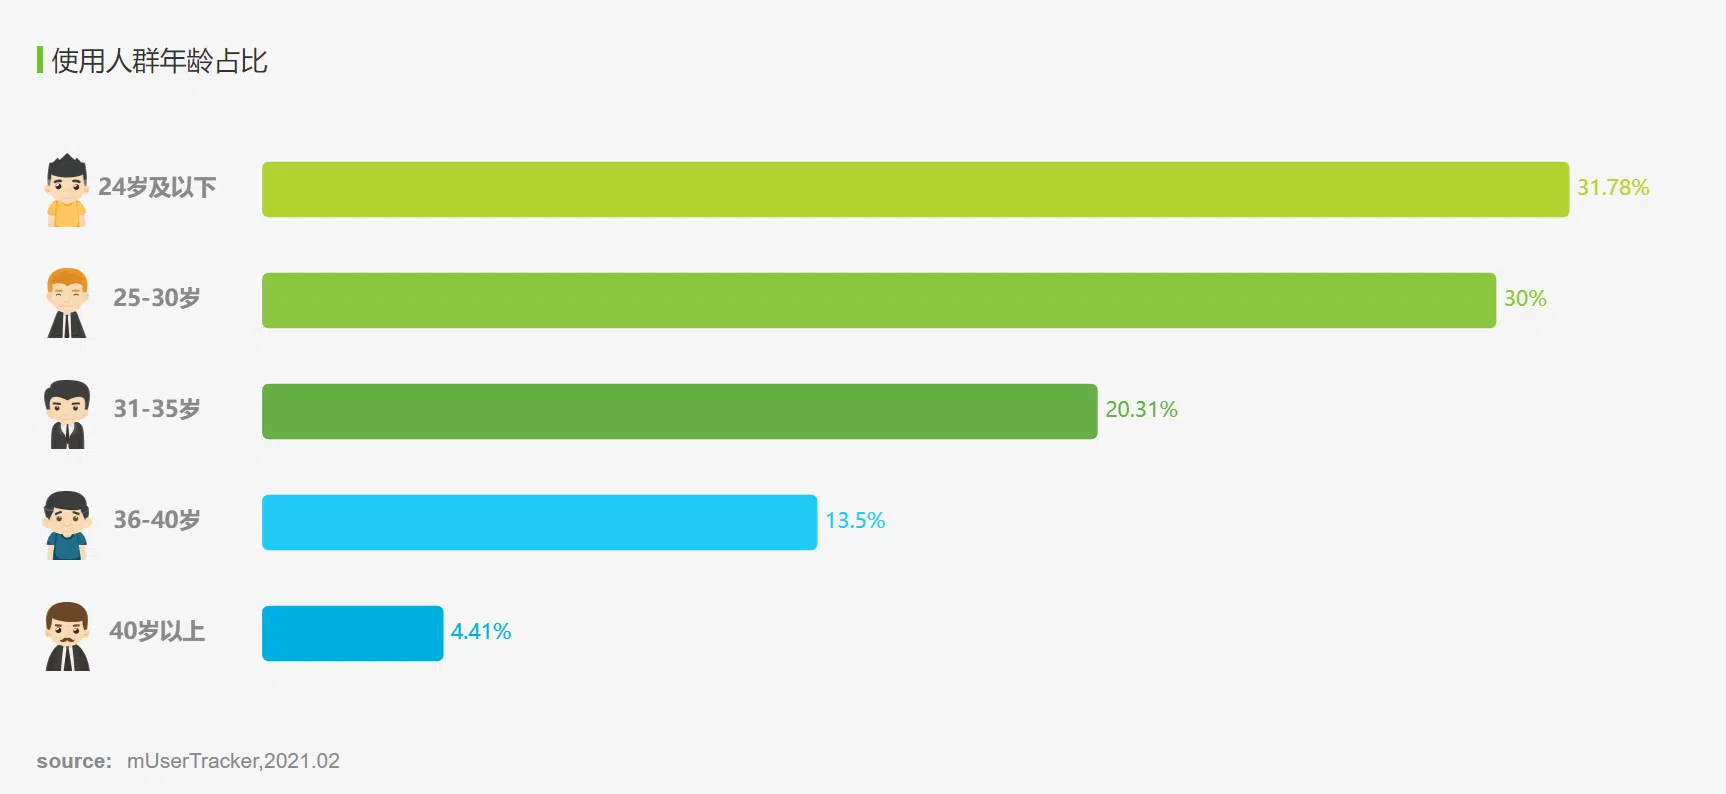 使用人群年龄占比
24岁及以下 31.78%
25-30岁 30%
31-35岁 20.31%
36-40岁 13.5%
40岁以上 4.41%
source: mUserTracker,2021.02